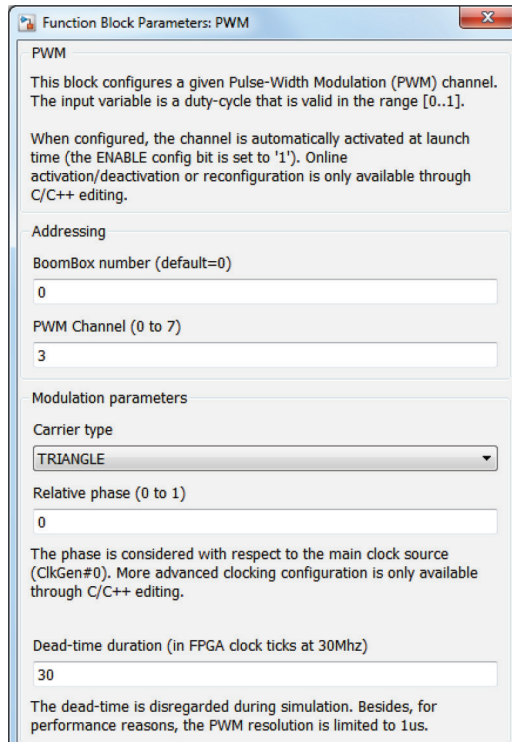 Function Block Parameters: PWM
PWM
This block configures a given Pulse-Width Modulation (PWM) channel.
The input variable is a duty-cycle that is valid in the range [0..1].
When configured, the channel is automatically activated at launch
time (the ENABLE config bit is set to '1'). Online
activation/deactivation or reconfiguration is only available through
C/C++ editing.
Addressing
BoomBox number (default=0)
0
PWM Channel (0 to 7)
3
Modulation parameters
Carrier type
TRIANGLE
Relative phase (0 to 1)
0
The phase is considered with respect to the main clock source
(ClkGen#0). More advanced clocking configuration is only available
through C/C++ editing.
Dead-time duration (in FPGA clock ticks at 30Mhz)
30
The dead-time is disregarded during simulation. Besides, for
performance reasons, the PWM resolution is limited to 1us.